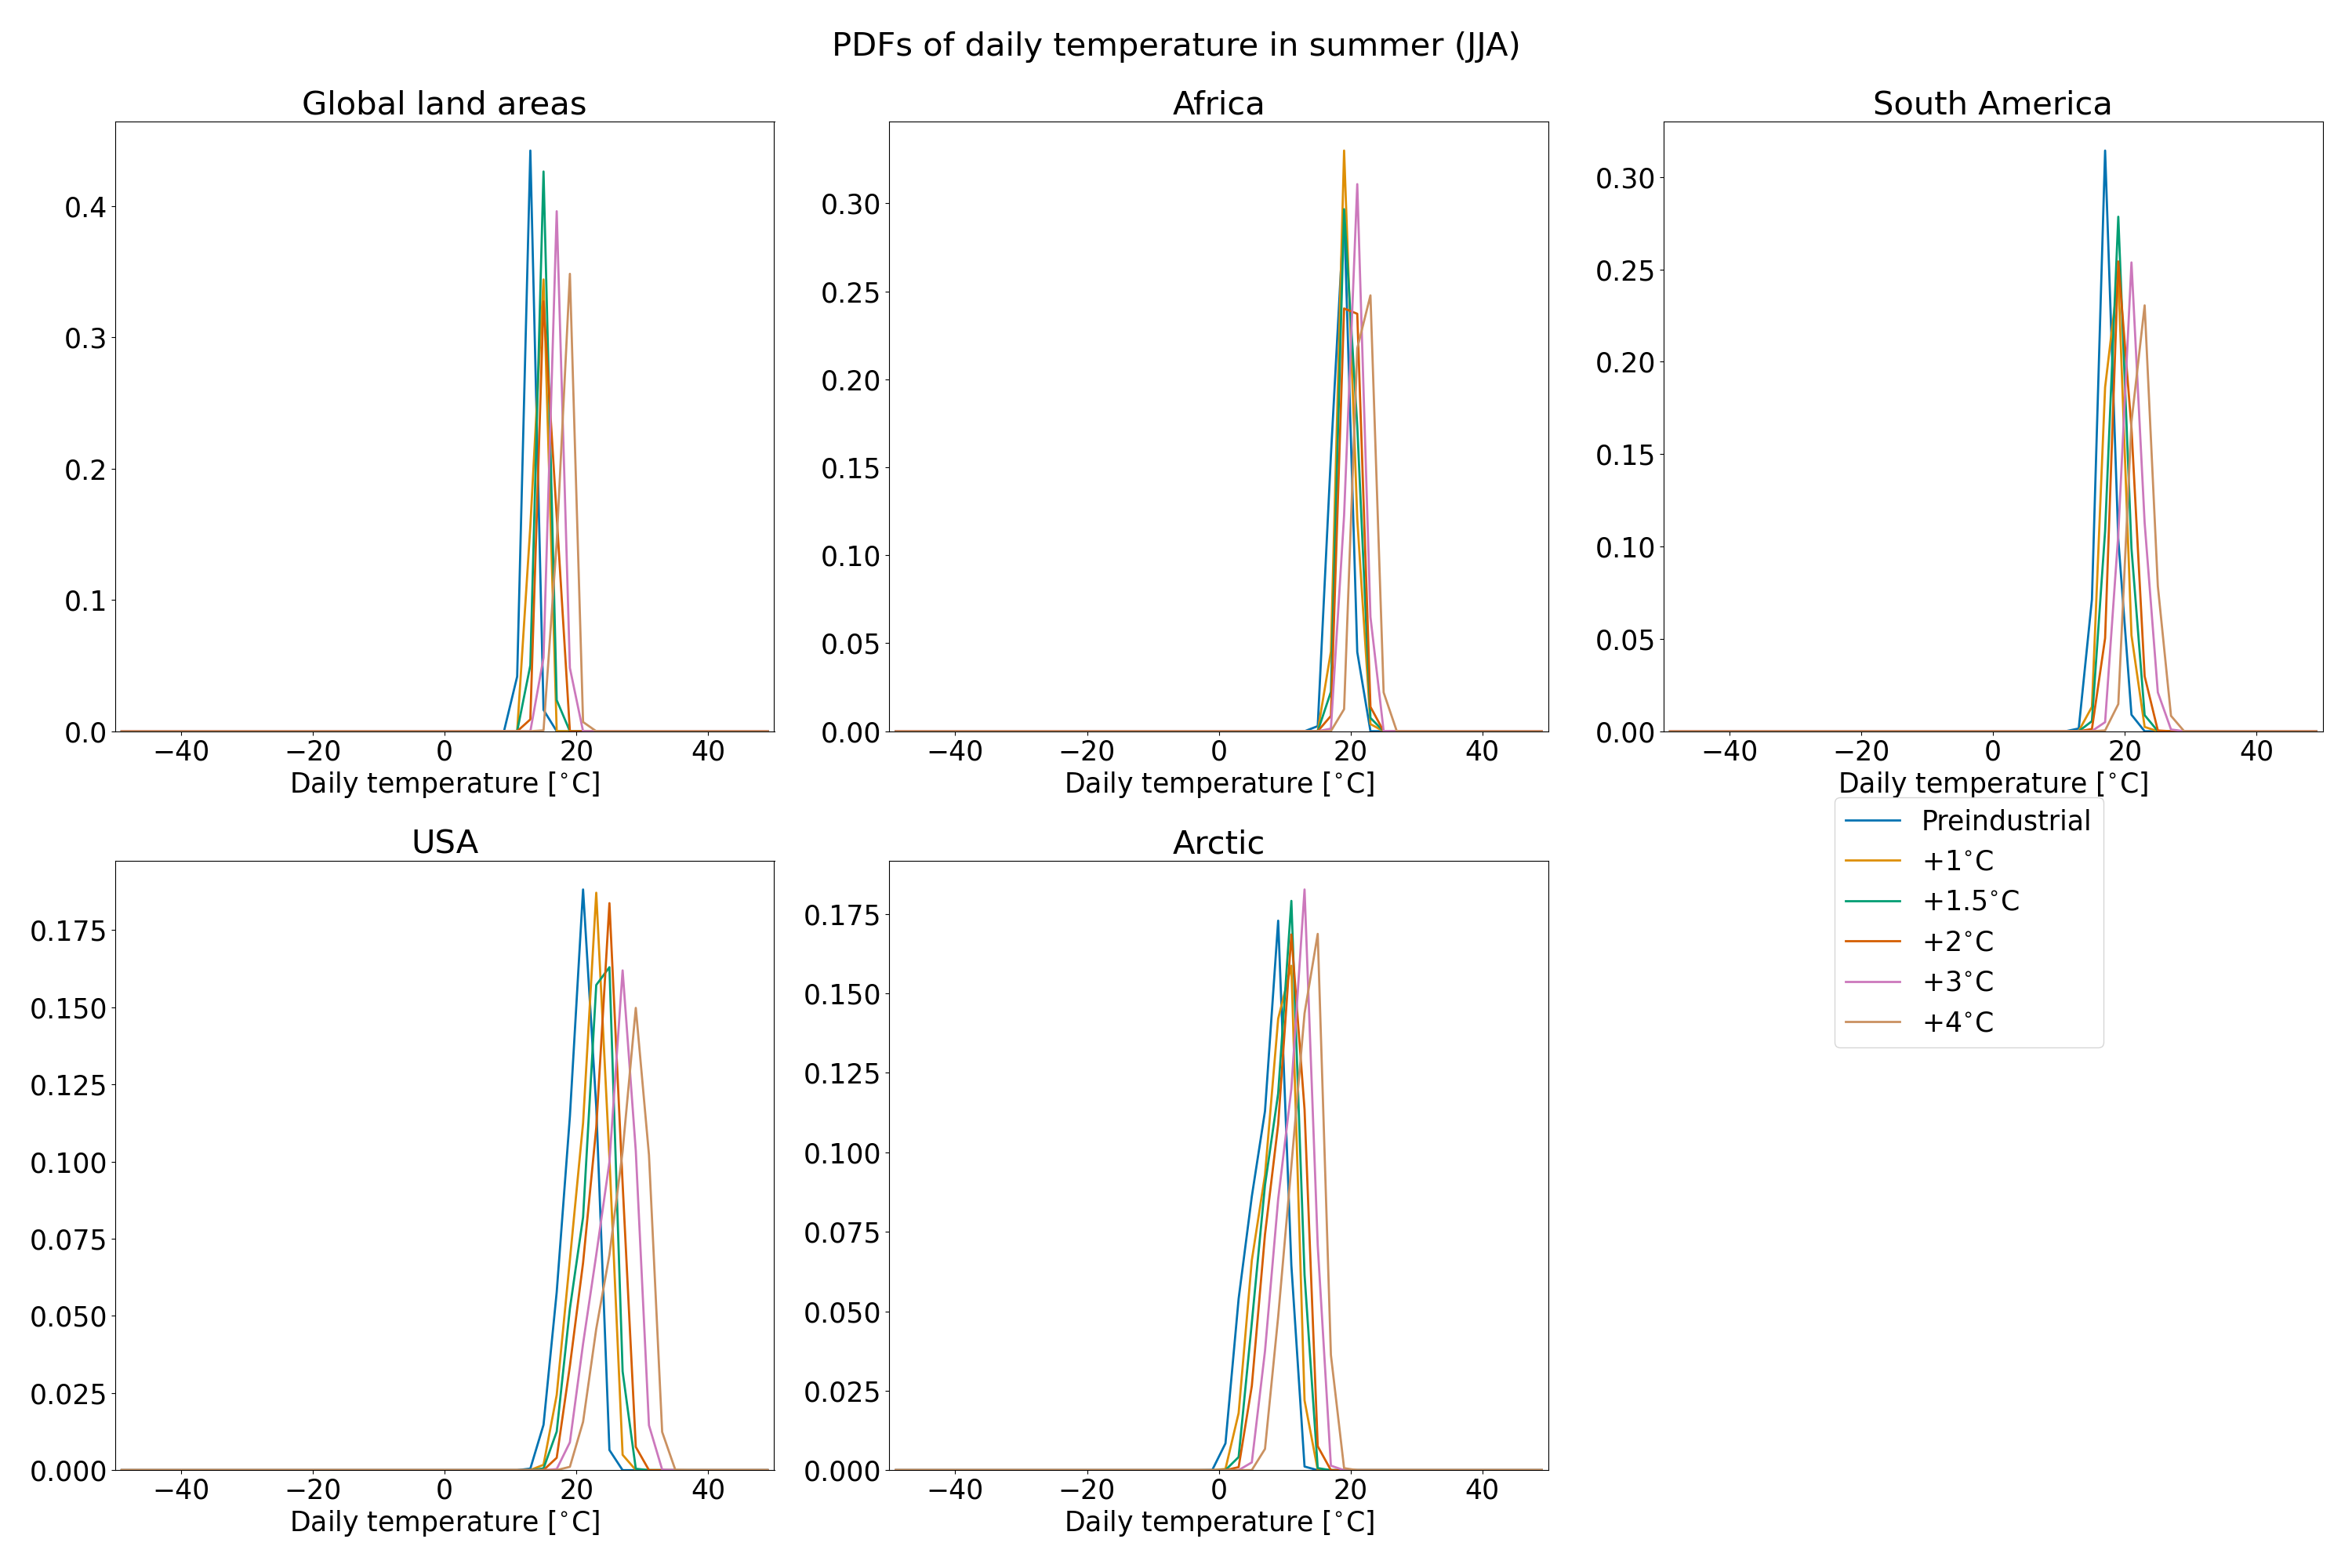 PDFs of daily temperature in summer (JJA)
Global land areas
Africa
South America
0.4
0.3
0.2
0.1
0.0
−40 −20 0 20 40
Daily temperature [°C]
0.30
0.25
0.20
0.15
0.10
0.05
0.00
−40 −20 0 20 40
Daily temperature [°C]
0.30
0.25
0.20
0.15
0.10
0.05
0.00
−40 −20 0 20 40
Daily temperature [°C]
Preindustrial
+1°C
+1.5°C
+2°C
+3°C
+4°C
USA
0.175
0.150
0.125
0.100
0.075
0.050
0.025
0.000
−40 −20 0 20 40
Daily temperature [°C]
Arctic
0.175
0.150
0.125
0.100
0.075
0.050
0.025
0.000
−40 −20 0 20 40
Daily temperature [°C]